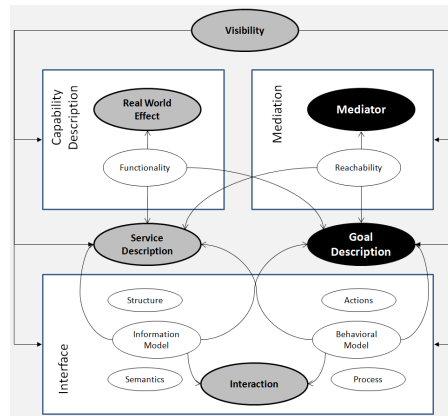 Visibility
Capability
Description
Real World
Effect
Functionality
Mediation
Mediator
Reachability
Service
Description
Goal
Description
Interface
Structure
Actions
Information
Model
Behavioral
Model
Semantics
Interaction
Process